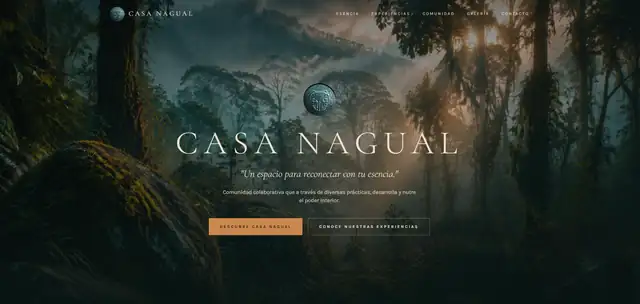 CASA NAGUAL
ESENCIA EXPERIENCIAS COMUNIDAD GALERÍA CONTACTO
CASA NAGUAL
"Un espacio para reconectar con tu esencia."
Comunidad colaborativa que a través de diversas prácticas, desarrolla y nutre
el poder interior.
DESCUBRE CASA NAGUAL
CONOCE NUESTRAS EXPERIENCIAS